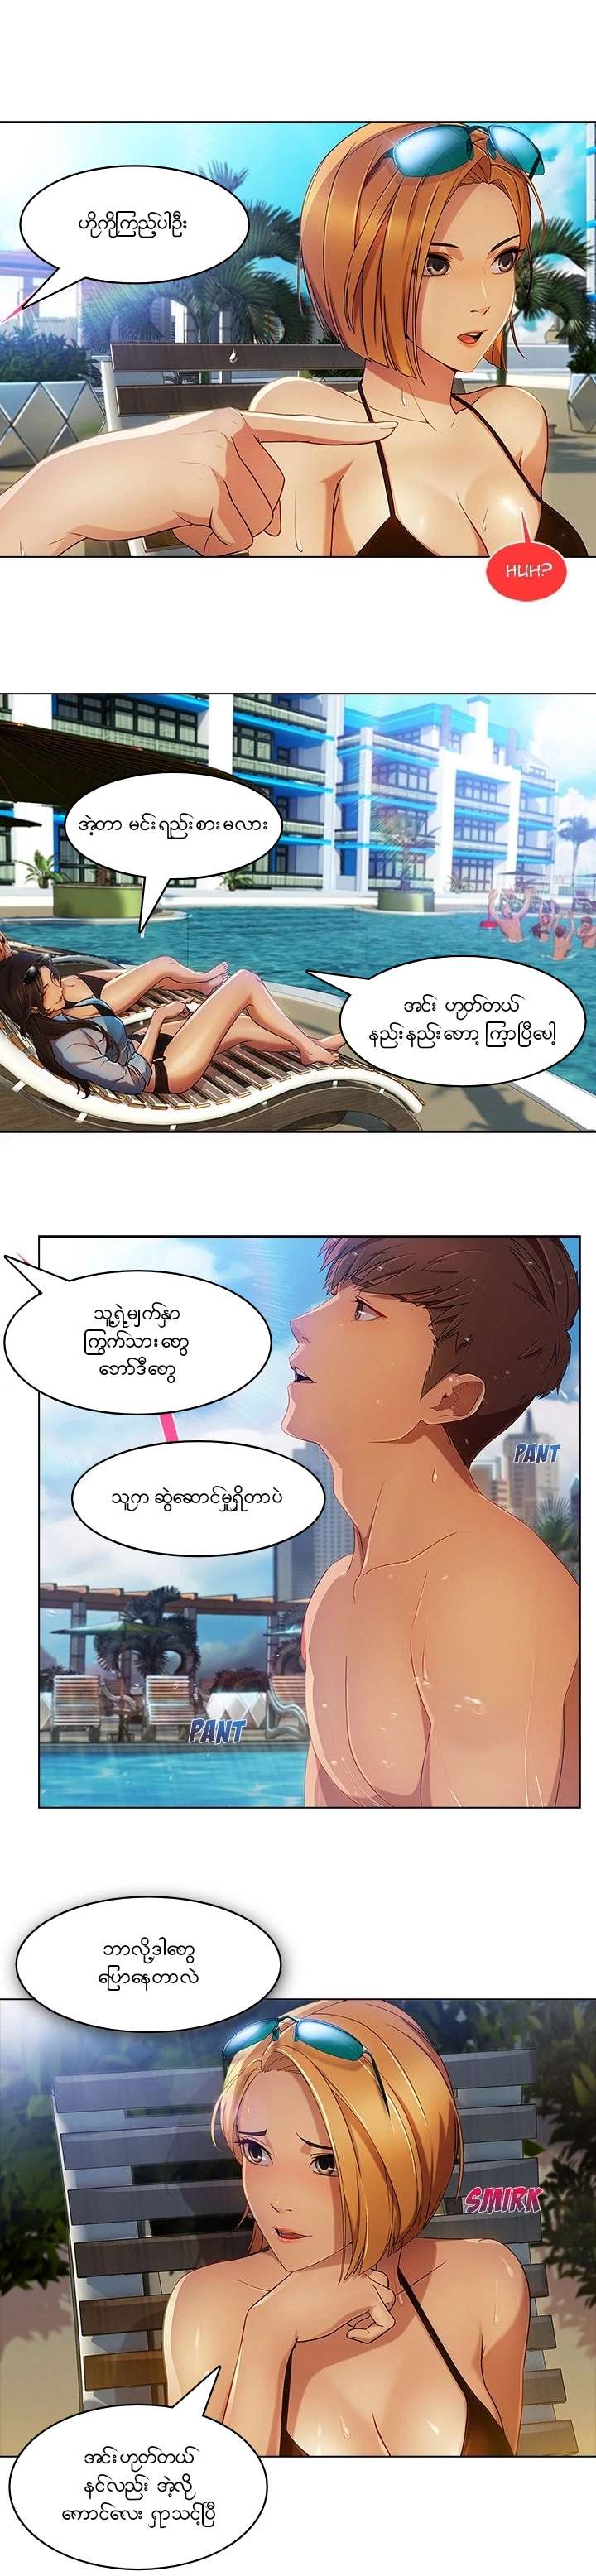 ဟိုကိုကြည့်ပါဦး
HUH?
အဲ့တာ မင်းရည်းစားမလား
အင်း ဟုတ်တယ်
နည်းနည်းတော့ ကြာပြီပေါ့
သူ့ရဲ့မျက်နှာ
ကြွက်သားတွေ
ဘော်ဒီတွေ
PANT
သူက ဆွဲဆောင်မှုရှိတာပဲ
PANT
ဘာလို့ဒါတွေ
ပြောနေတာလဲ
SMIRK
အင်းဟုတ်တယ်
နင်လည်း အဲ့လို
ကောင်လေး ရှာသင့်ပြီ